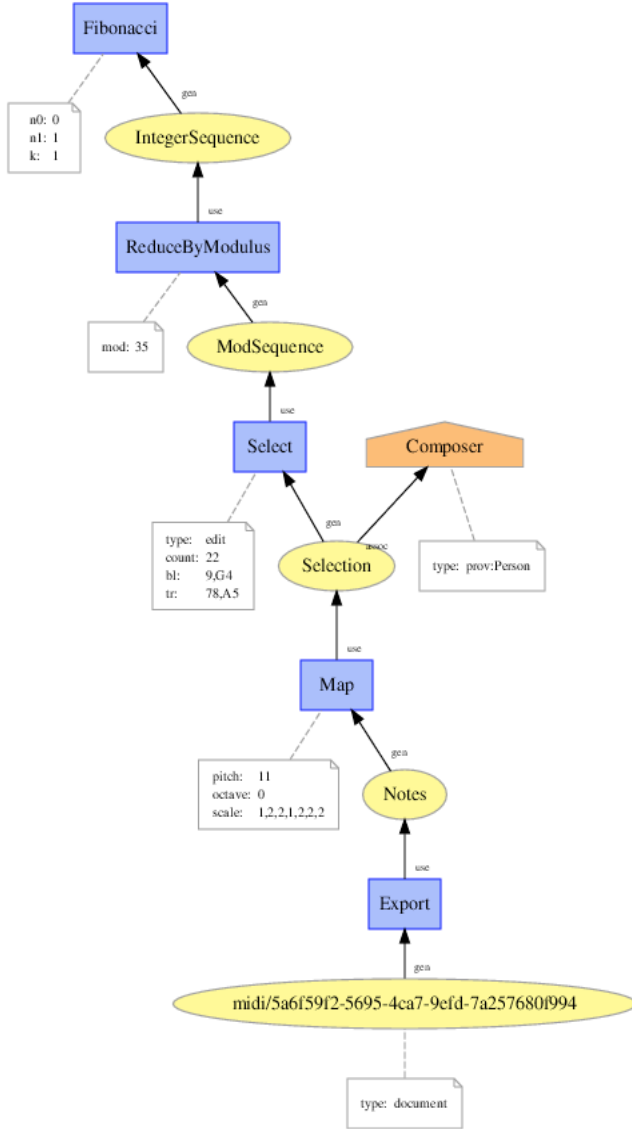 Fibonacci
gen
n0: 0
n1: 1
k: 1
IntegerSequence
use
ReduceByModulus
gen
mod: 35
ModSequence
use
Select
Composer
gen
assoc
type: edit
count: 22
bl: 9,G4
tr: 78,A5
Selection
type: prov:Person
use
Map
gen
pitch: 11
octave: 0
scale: 1,2,2,1,2,2,2
Notes
use
Export
gen
midi/5a6f59f2-5695-4ca7-9efd-7a257680f994
type: document